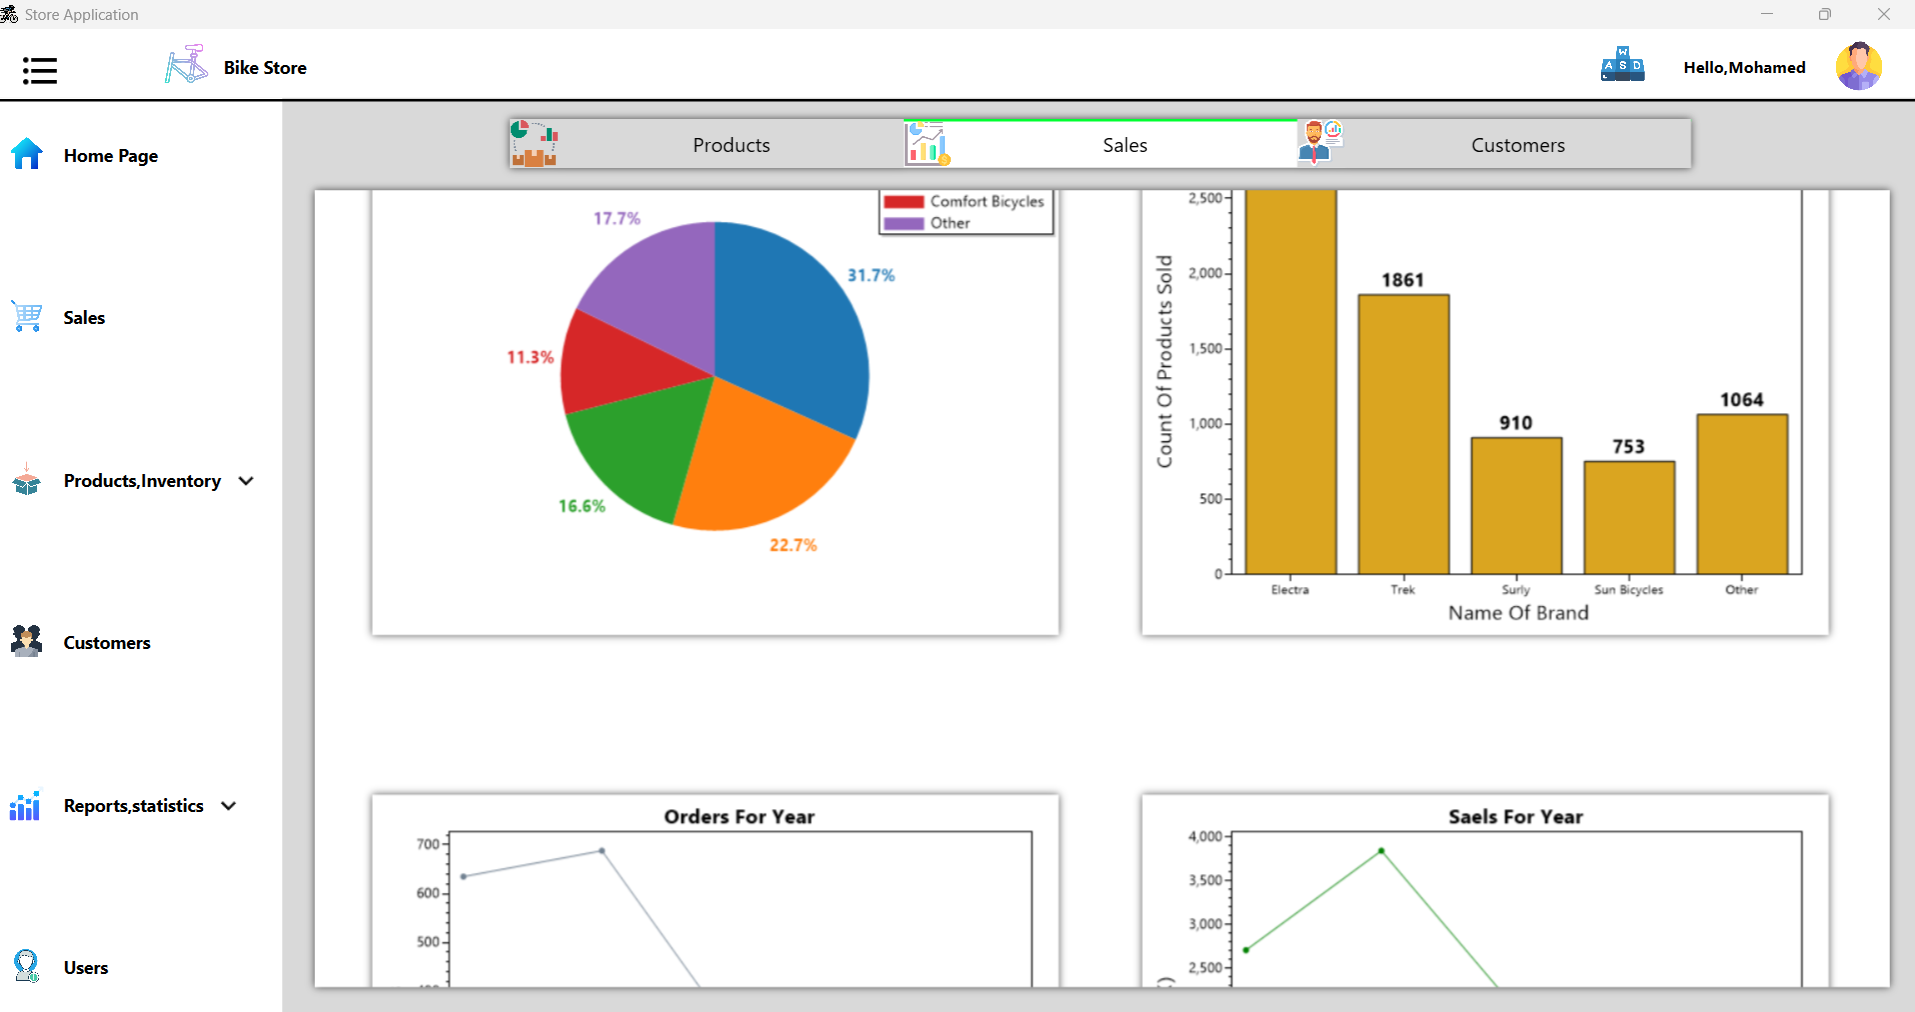 Store Application
Bike Store
W
A S D
Hello,Mohamed
Home Page
Sales
Products,Inventory
Customers
Reports,statistics
Users
Products
Sales
Customers
Comfort Bicycles
Other
17.7%
31.7%
11.3%
16.6%
22.7%
Count Of Products Sold
2,500
2,000
1,500
1,000
500
0
1861
910
753
1064
Electra
Trek
Surly
Sun Bicycles
Other
Name Of Brand
Orders For Year
700
600
500
Saels For Year
4,000
3,500
3,000
2,500